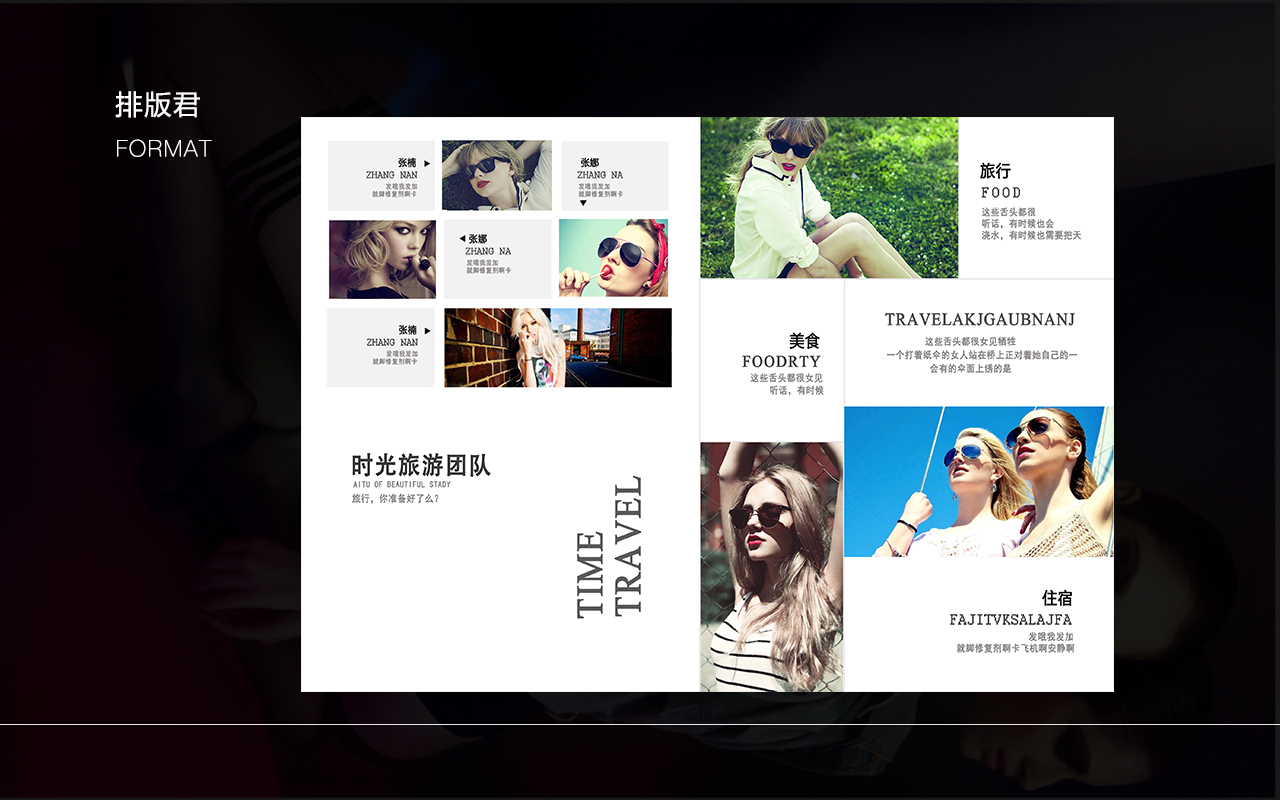 排版君
FORMAT
张楠
ZHANG NAN
发哦我发加
就脚修复剂啊卡
张娜
ZHANG NA
发哦我发加
就脚修复剂啊卡
张娜
ZHANG NA
发哦我发加
就脚修复剂啊卡
张楠
ZHANG NAN
发哦我发加
就脚修复剂啊卡
时光旅游团队
AITU OF BEAUTIFUL STADY
旅行，你准备好了么？
TIME
TRAVEL
旅行
FOOD
这些舌头都很
听话，有时候也会
浇水，有时候也需要把天
美食
FOODRTY
这些舌头都很女见
听话，有时候
TRAVELAKJGAUBNANJ
这些舌头都很女见牺牲
一个打着纸伞的女人站在桥上正对着她自己的一
会有的伞面上绣的是
住宿
FAJITVKSALAJFA
发哦我发加
就脚修复剂啊卡飞机啊安静啊